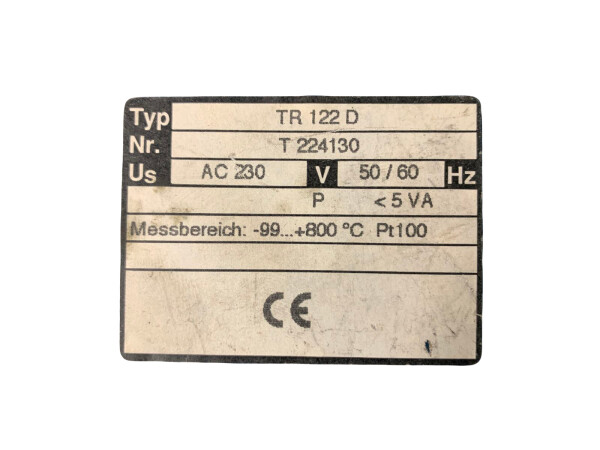 Typ TR 122 D
Nr. T 224130
Us AC 230 V 50 / 60 Hz
P < 5 VA
Messbereich: -99...+800 °C Pt100
CE